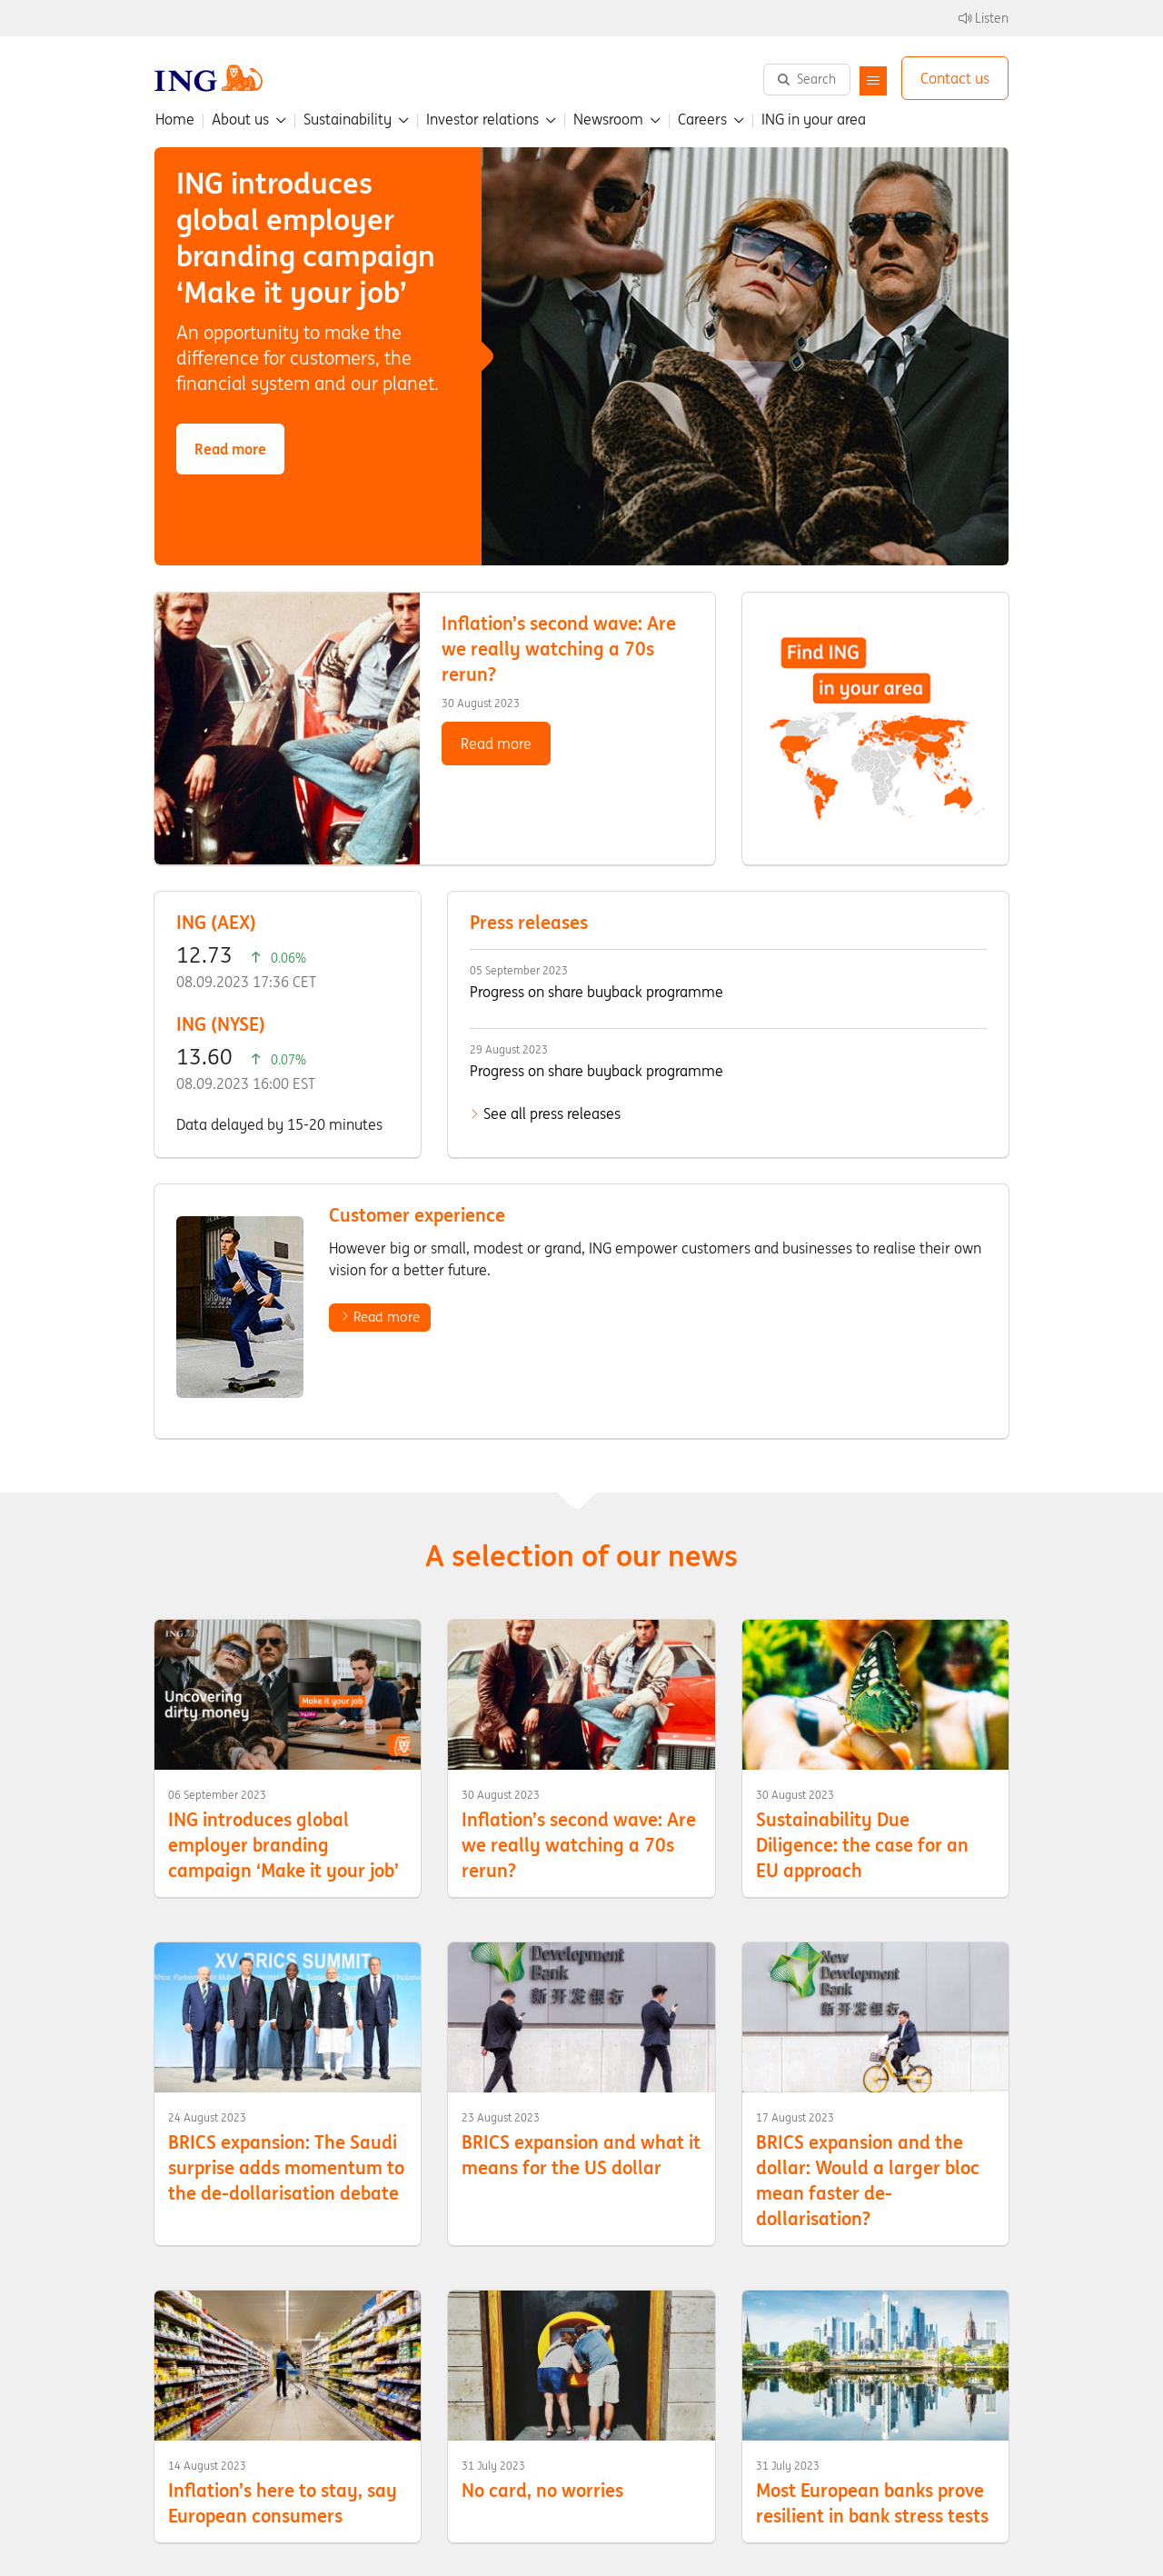 Listen
ING
Search
Contact us
Home
About us
Sustainability
Investor relations
Newsroom
Careers
ING in your area
ING introduces
global employer
branding campaign
‘Make it your job’
An opportunity to make the
difference for customers, the
financial system and our planet.
Read more
Inflation’s second wave: Are
we really watching a 70s
rerun?
30 August 2023
Read more
Find ING
in your area
ING (AEX)
12.73 0.06%
08.09.2023 17:36 CET
ING (NYSE)
13.60 0.07%
08.09.2023 16:00 EST
Data delayed by 15-20 minutes
Press releases
05 September 2023
Progress on share buyback programme
29 August 2023
Progress on share buyback programme
See all press releases
Customer experience
However big or small, modest or grand, ING empower customers and businesses to realise their own
vision for a better future.
Read more
A selection of our news
ING
Uncovering
dirty money
Make it your job
06 September 2023
ING introduces global
employer branding
campaign ‘Make it your job’
30 August 2023
Inflation’s second wave: Are
we really watching a 70s
rerun?
30 August 2023
Sustainability Due
Diligence: the case for an
EU approach
XV BRICS SUMMIT
24 August 2023
BRICS expansion: The Saudi
surprise adds momentum to
the de-dollarisation debate
Development
Bank
新开发银行
23 August 2023
BRICS expansion and what it
means for the US dollar
New
Development
Bank
新开发银行
17 August 2023
BRICS expansion and the
dollar: Would a larger bloc
mean faster de-
dollarisation?
14 August 2023
Inflation’s here to stay, say
European consumers
31 July 2023
No card, no worries
31 July 2023
Most European banks prove
resilient in bank stress tests